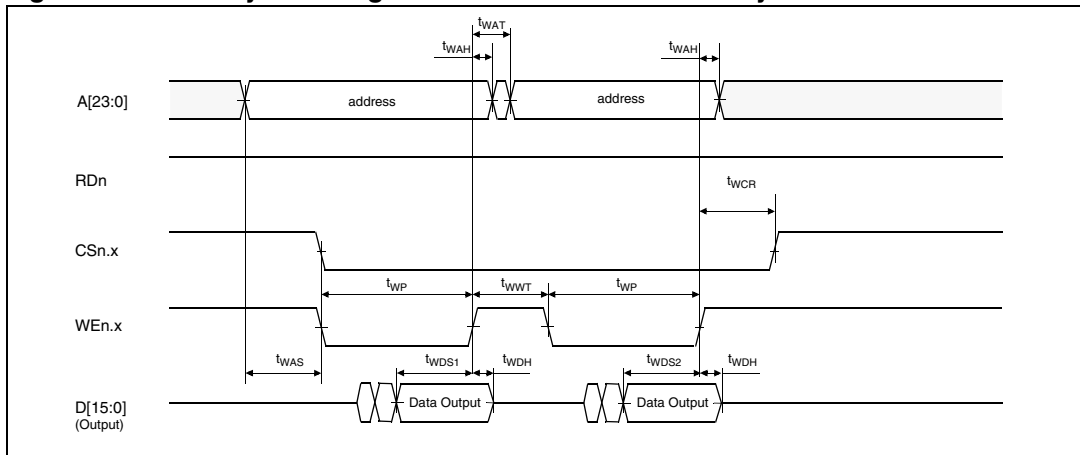 tWAT
tWAH
tWAH
A[23:0]
address
address
RDn
tWCR
CSn.x
tWP
tWWT
tWP
WEn.x
tWAS
tWDS1
tWDH
tWDS2
tWDH
D[15:0]
(Output)
Data Output
Data Output